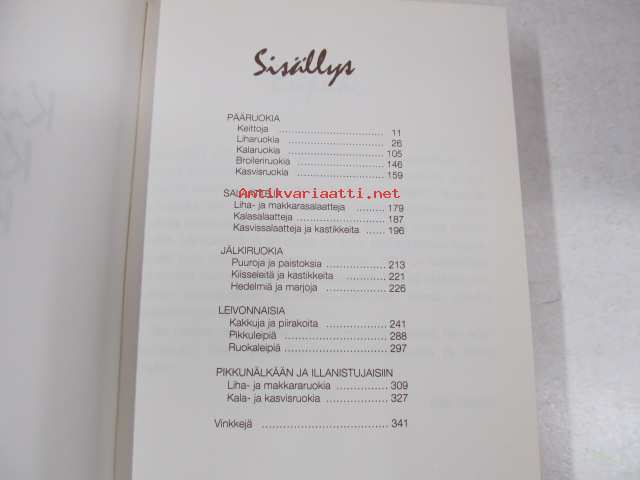 Sisällys
PÄÄRUOKIA
Keittoja ................................ 11
Liharuokia ............................. 26
Kalaruokia ............................. 105
Broileriruokia .......................... 146
Kasvisruokia .......................... 159
Antikvariaatti.net
Liha- ja makkarasalaatteja ......... 179
Kalasalaatteja ........................ 187
Kasvissalaatteja ja kastikkeita ...... 196
JÄLKIRUOKIA
Puuroja ja paistoksia ................. 213
Kiisseleitä ja kastikkeita ............. 221
Hedelmiä ja marjoja .................. 226
LEIVONNAISIA
Kakkuja ja piirakoita ................. 241
Pikkuleipiä ............................. 288
Ruokaleipiä ............................ 297
PIKKUNÄLKÄÄN JA ILLANISTUJAISIIN
Liha- ja makkararuokia .............. 309
Kala- ja kasvisruokia ................ 327
Vinkkejä ..................................... 341